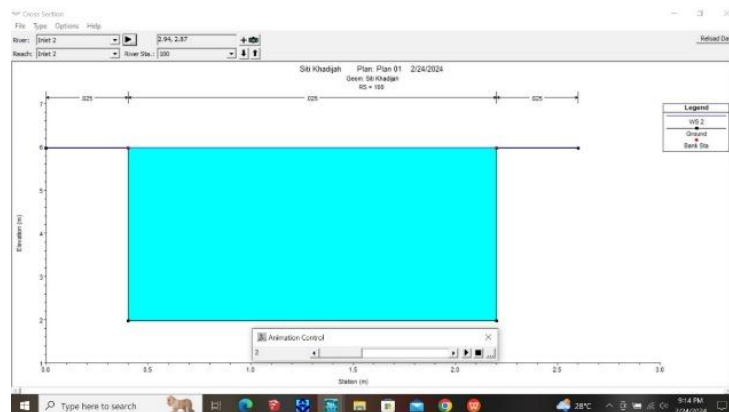 Cross Section
File Type Options Help
River: Inlet 2 2.94, 2.87
Reload Da
Reach: Inlet 2 River Sta.: 100
Siti Khadijah Plan: Plan 01 2/24/2024
Geom: Siti Khadijah
RS = 100
.025 .025 .025
Legend
WS 2
Ground
Bank Sta
7
6
5
4
3
2
1
Elevation (m)
Animation Control
2
0.0 0.5 1.0 1.5 2.0 2.5 3.0
Station (m)
Type here to search
28°C
9:14 PM
2/24/2024